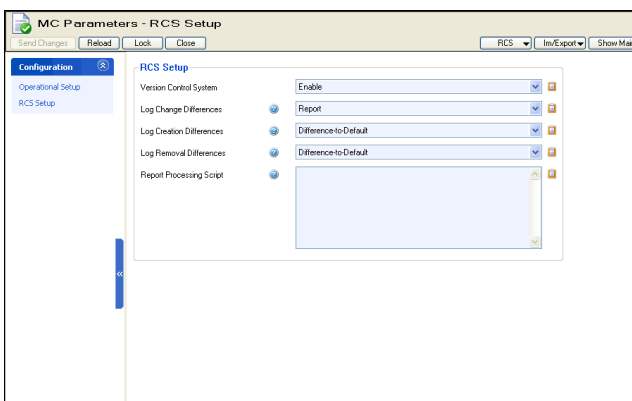 MC Parameters - RCS Setup
Send Changes Reload Lock Close RCS Im/Export Show Mai
Configuration
Operational Setup
RCS Setup
RCS Setup
Version Control System Enable
Log Change Differences Report
Log Creation Differences Difference-to-Default
Log Removal Differences Difference-to-Default
Report Processing Script